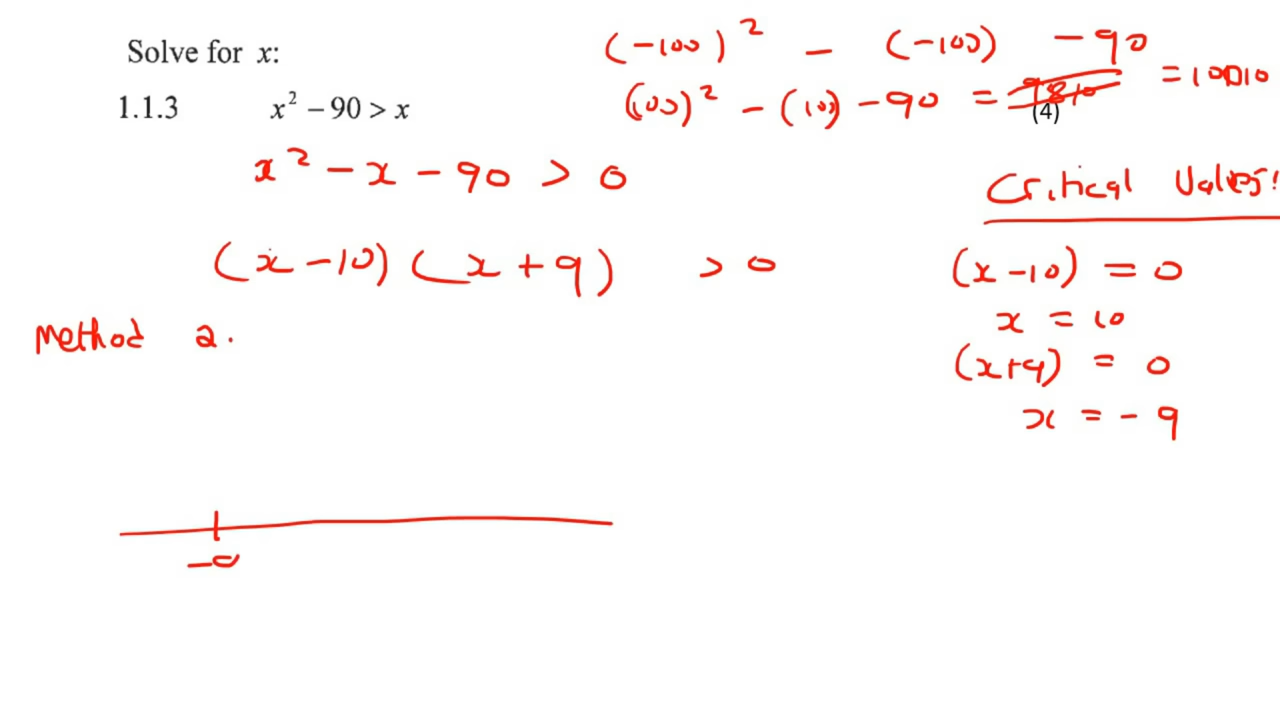 Solve for x:
1.1.3 x² – 90 > x
(4)
(-100)² - (-100) - 90 = 10010
(100)² - (100) - 90 =
x² - x - 90 > 0
(x - 10) (x + 9) > 0
Method 2.
Critical Values:
(x - 10) = 0
x = 10
(x+9) = 0
x = - 9